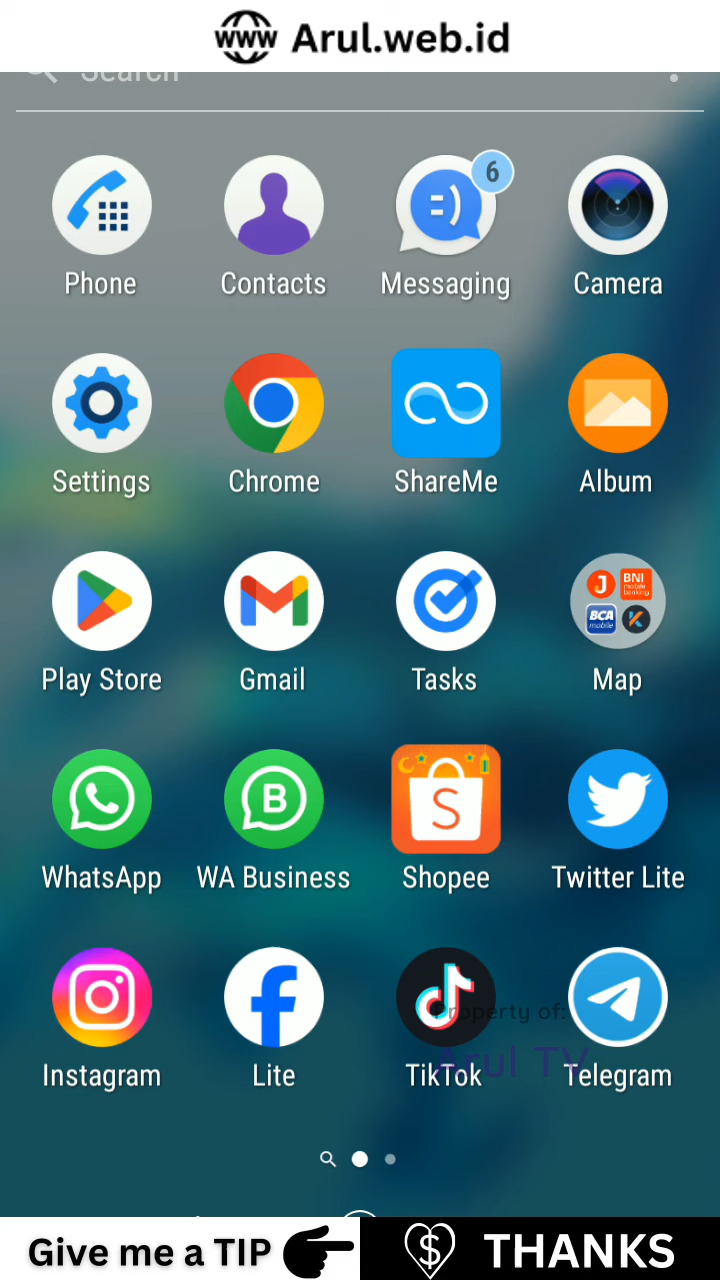 www Arul.web.id
Search
6
Phone Contacts Messaging Camera
Settings Chrome ShareMe Album
J BNI mobile banking
BCA mobile K
Play Store Gmail Tasks Map
B
S
WhatsApp WA Business Shopee Twitter Lite
Property of:
Arul TV
Instagram Lite TikTok Telegram
Give me a TIP $ THANKS